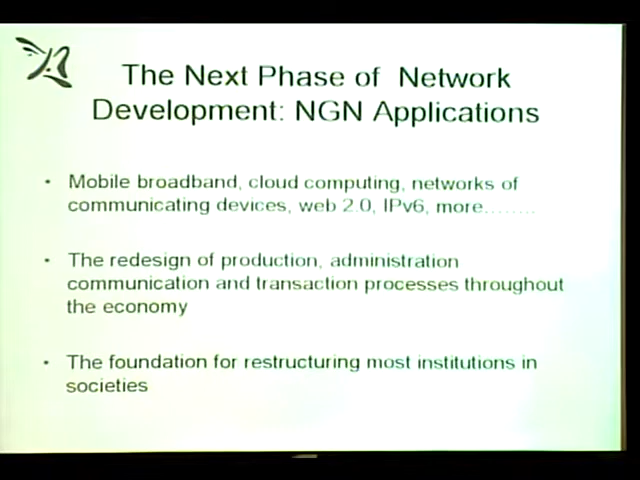 The Next Phase of Network
Development: NGN Applications
• Mobile broadband, cloud computing, networks of
communicating devices, web 2.0, IPv6, more........
• The redesign of production, administration
communication and transaction processes throughout
the economy
• The foundation for restructuring most institutions in
societies